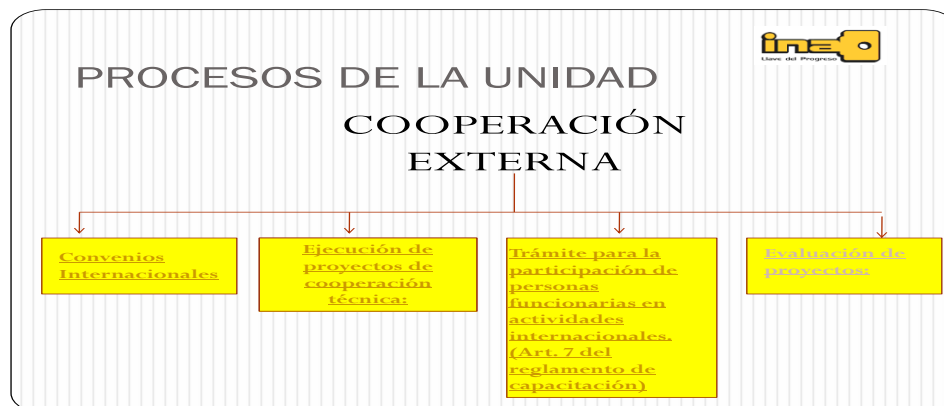 ina
Llave del Progreso
PROCESOS DE LA UNIDAD
COOPERACIÓN
EXTERNA
Convenios
Internacionales
Ejecución de
proyectos de
cooperación
técnica:
Trámite para la
participación de
personas
funcionarias en
actividades
internacionales.
(Art. 7 del
reglamento de
capacitación)
Evaluación de
proyectos: